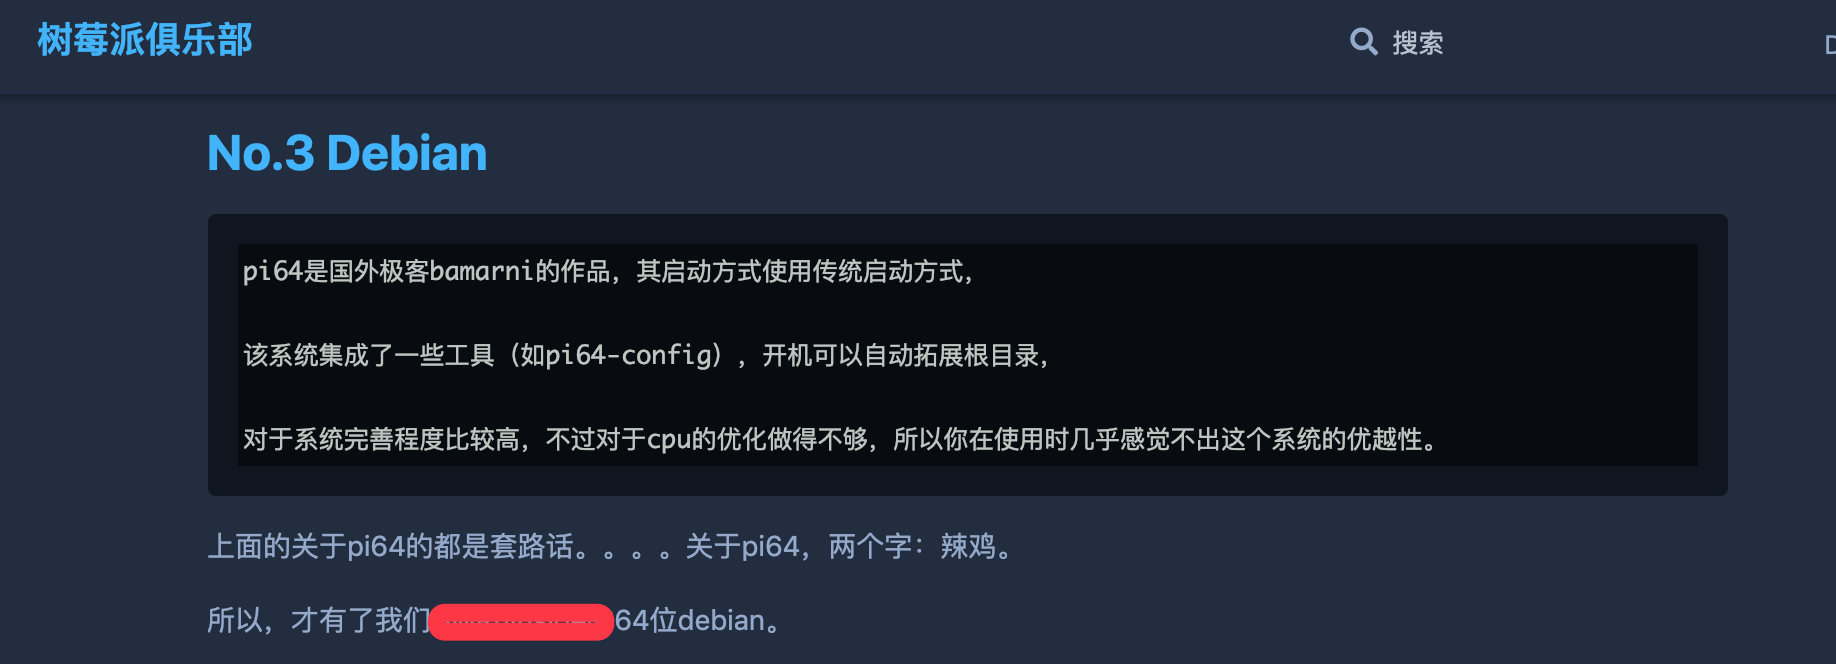 树莓派俱乐部
搜索
No.3 Debian
pi64是国外极客bamarni的作品，其启动方式使用传统启动方式，
该系统集成了一些工具（如pi64-config），开机可以自动拓展根目录，
对于系统完善程度比较高，不过对于cpu的优化做得不够，所以你在使用时几乎感觉不出这个系统的优越性。
上面的关于pi64的都是套路话。。。。关于pi64，两个字：辣鸡。
所以，才有了我们64位debian。